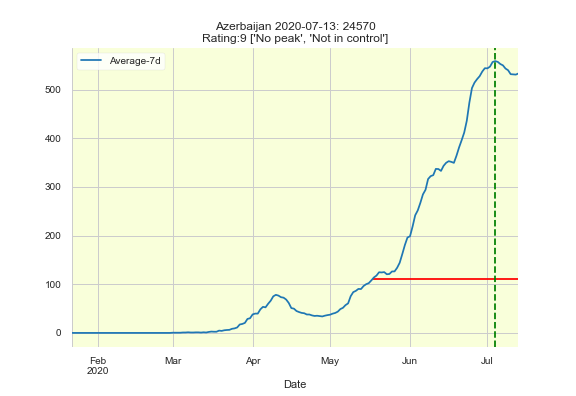 Azerbaijan 2020-07-13: 24570
Rating:9 ['No peak', 'Not in control']
Average-7d
500
400
300
200
100
0
Feb Mar Apr May Jun Jul
2020
Date